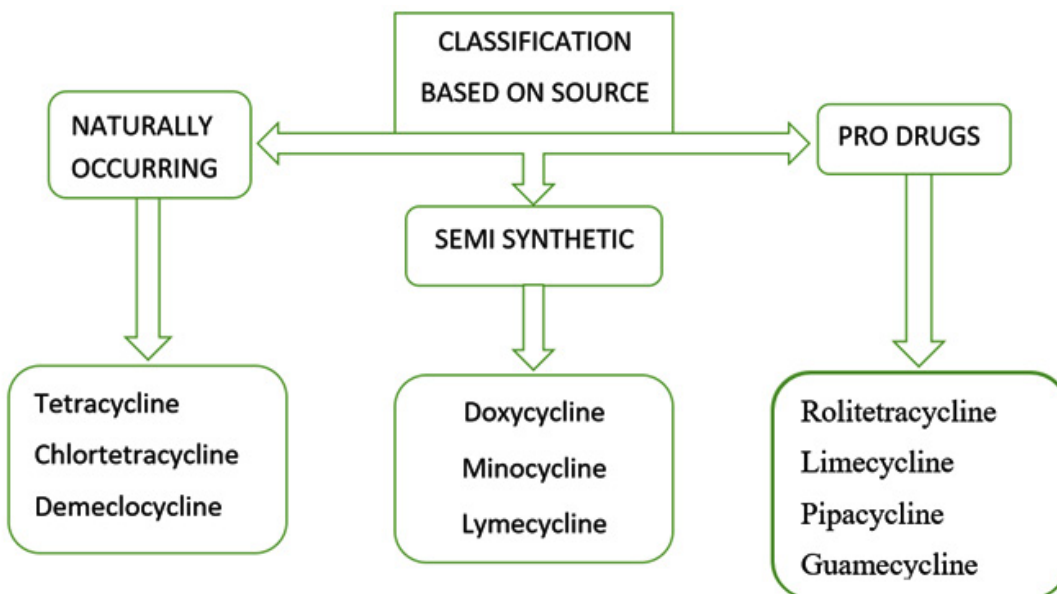 CLASSIFICATION
BASED ON SOURCE
NATURALLY
OCCURRING
PRO DRUGS
SEMI SYNTHETIC
Tetracycline
Chlortetracycline
Demeclocycline
Doxycycline
Minocycline
Lymecycline
Rolitetracycline
Limecycline
Pipacycline
Guamecycline